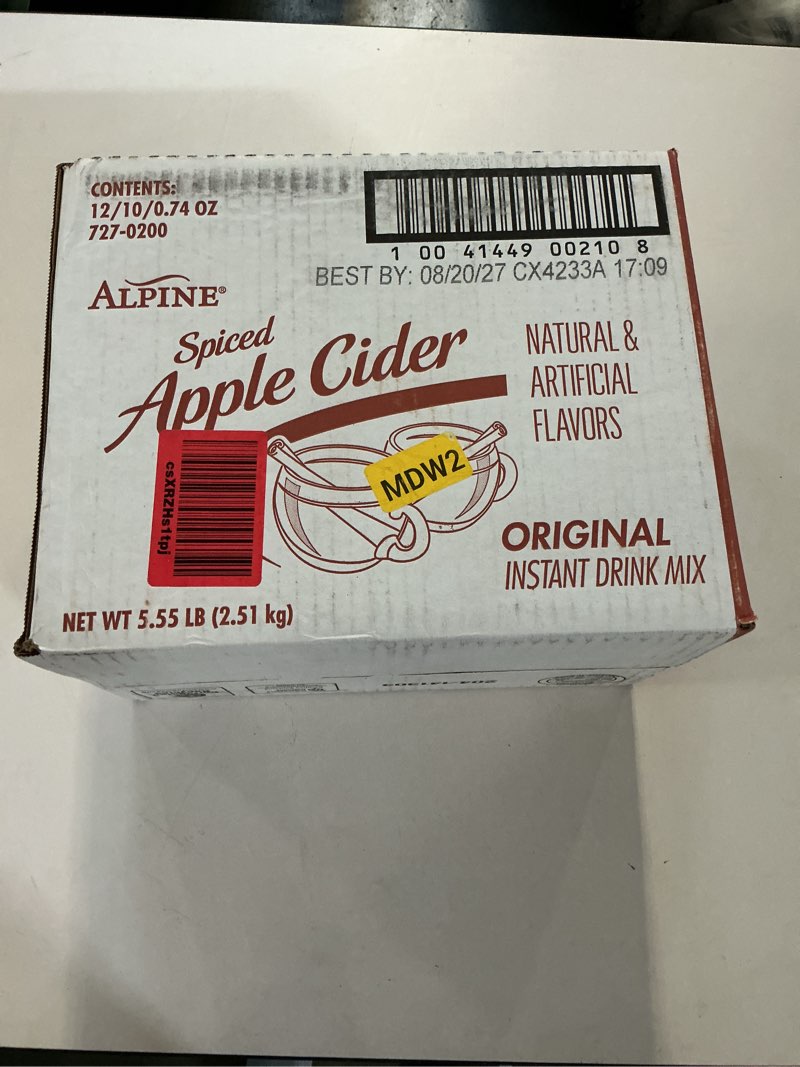 CONTENTS:
12/10/0.74 OZ
727-0200
1 00 41449 00210 8
BEST BY: 08/20/27 CX4233A 17:09
ALPINE®
Spiced
Apple Cider
NATURAL &
ARTIFICIAL
FLAVORS
csXRZHs1tpj
MDW2
ORIGINAL
INSTANT DRINK MIX
NET WT 5.55 LB (2.51 kg)